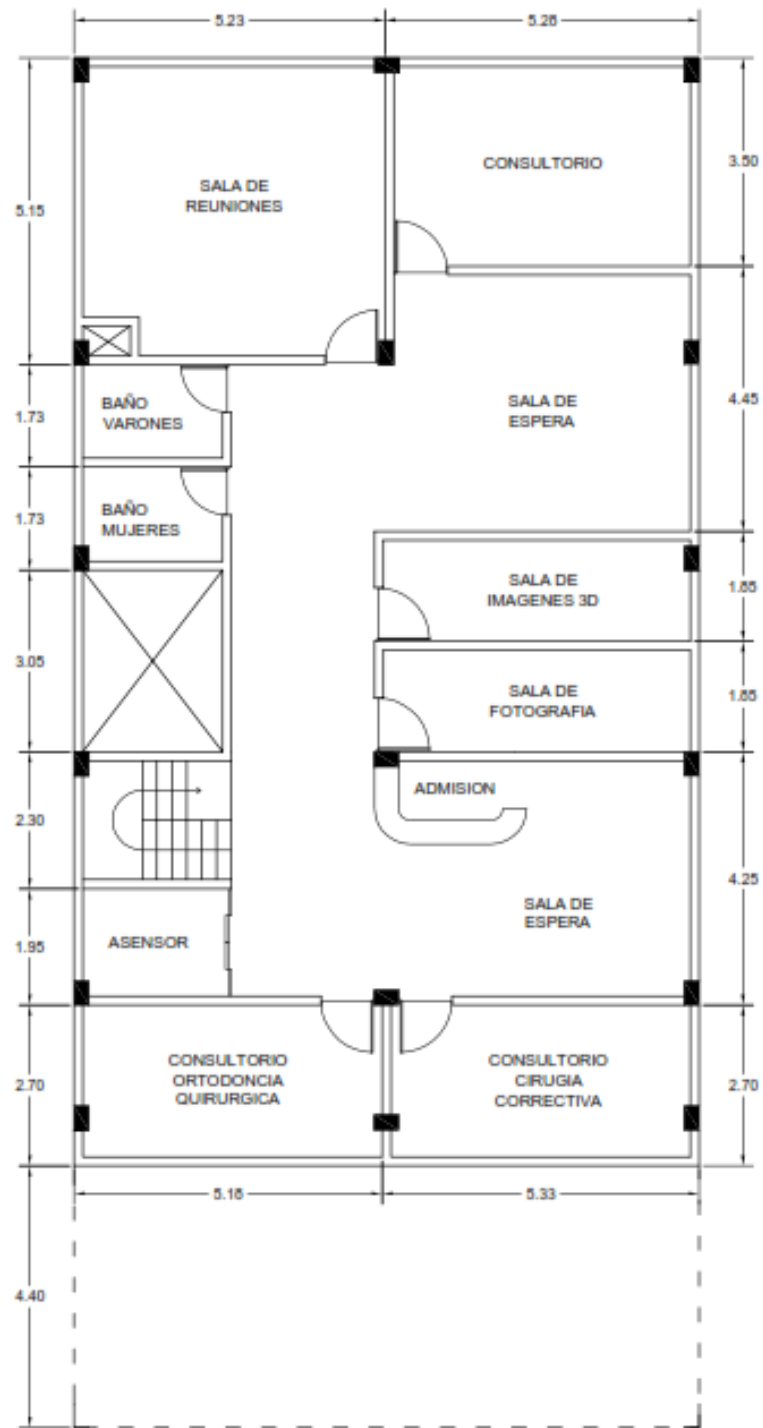 5.23
5.28
5.15
SALA DE
REUNIONES
CONSULTORIO
3.50
1.73
BAÑO
VARONES
SALA DE
ESPERA
4.45
1.73
BAÑO
MUJERES
SALA DE
IMAGENES 3D
1.85
3.05
SALA DE
FOTOGRAFIA
1.85
2.30
ADMISION
4.25
1.95
ASENSOR
SALA DE
ESPERA
2.70
CONSULTORIO
ORTODONCIA
QUIRURGICA
CONSULTORIO
CIRUGIA
CORRECTIVA
2.70
5.18
5.33
4.40